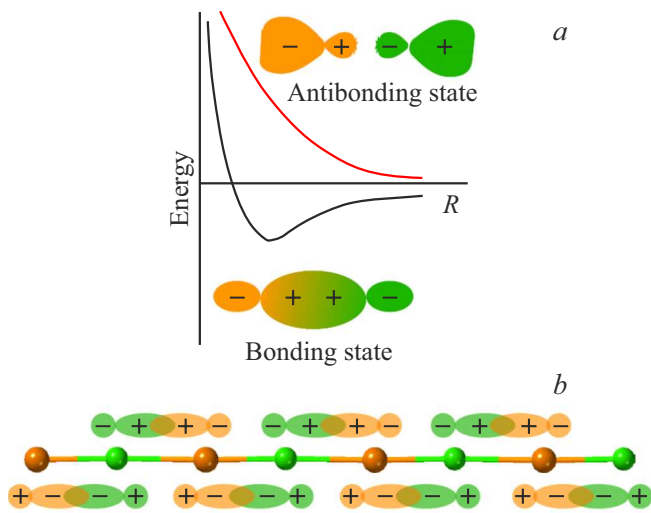 a
− + − +
Antibonding state
Energy
R
− + + −
Bonding state
b
− + + − − + + − − + + −
+ − − + + − − + + − − + + − − +